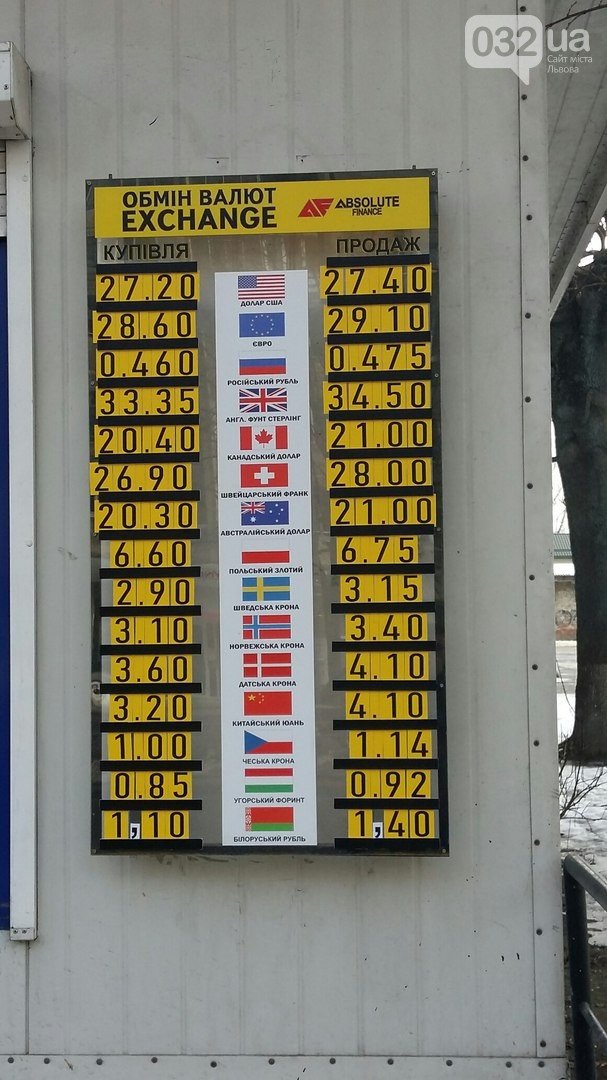 032ua
Сайт міста
Львова
ОБМІН ВАЛЮТ
EXCHANGE
ABSOLUTE
FINANCE
КУПІВЛЯ ПРОДАЖ
27.20 ДОЛАР США 27.40
28.60 ЄВРО 29.10
0.460 РОСІЙСЬКИЙ РУБЛЬ 0.475
33.35 АНГЛ. ФУНТ СТЕРЛІНГ 34.50
20.40 КАНАДСЬКИЙ ДОЛАР 21.00
26.90 ШВЕЙЦАРСЬКИЙ ФРАНК 28.00
20.30 АВСТРАЛІЙСЬКИЙ ДОЛАР 21.00
6.60 ПОЛЬСЬКИЙ ЗЛОТИЙ 6.75
2.90 ШВЕДСЬКА КРОНА 3.15
3.10 НОРВЕЖСЬКА КРОНА 3.40
3.60 ДАТСЬКА КРОНА 4.10
3.20 КИТАЙСЬКИЙ ЮАНЬ 4.10
1.00 ЧЕСЬКА КРОНА 1.14
0.85 УГОРСЬКИЙ ФОРИНТ 0.92
1,10 БІЛОРУСЬКИЙ РУБЛЬ 1,40